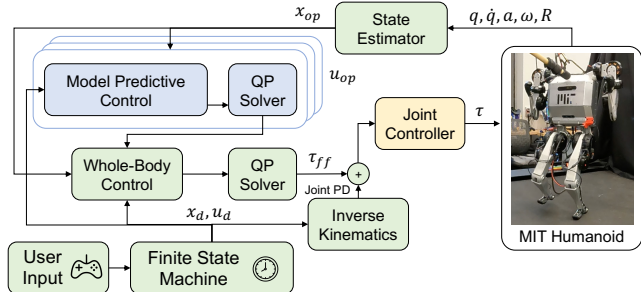 x_op
State
Estimator
q, q̇, a, ω, R
u_op
Model Predictive
Control
QP
Solver
Joint
Controller
τ
MIT
Whole-Body
Control
QP
Solver
τ_ff
+
Joint PD
x_d, u_d
Inverse
Kinematics
User
Input
Finite State
Machine
MIT Humanoid